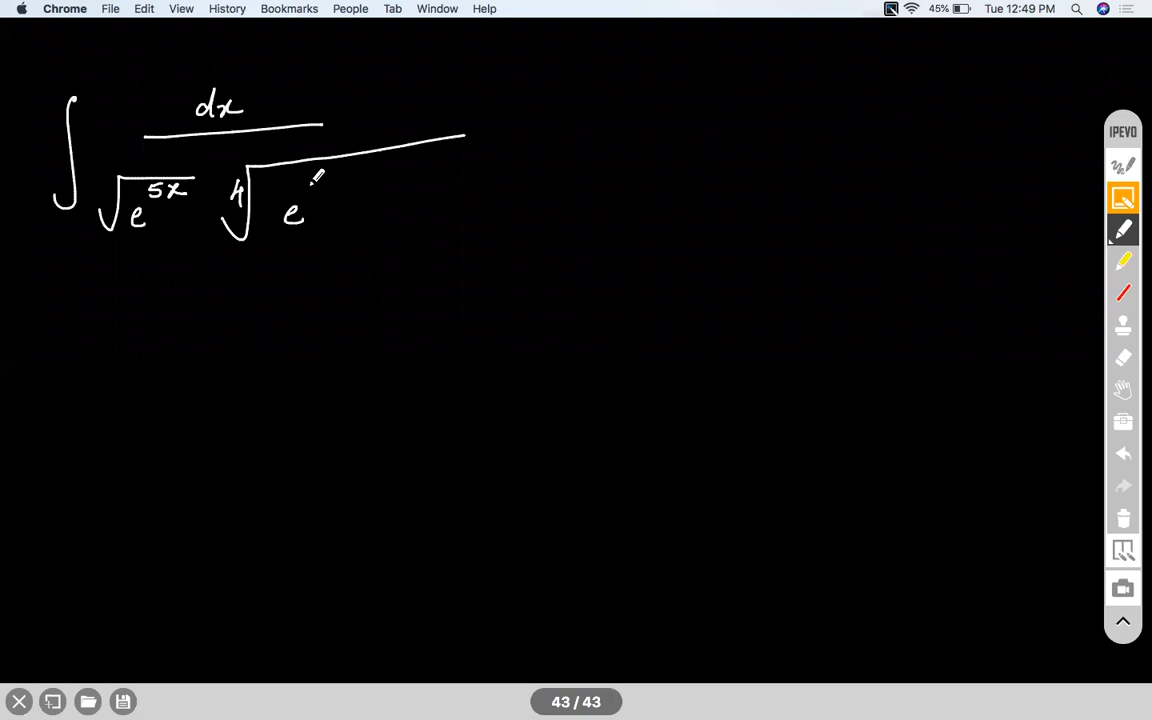 Chrome File Edit View History Bookmarks People Tab Window Help 45% Tue 12:49 PM
IPEVO
∫ dx / (√(e^{5x}) ∜(e
43 / 43